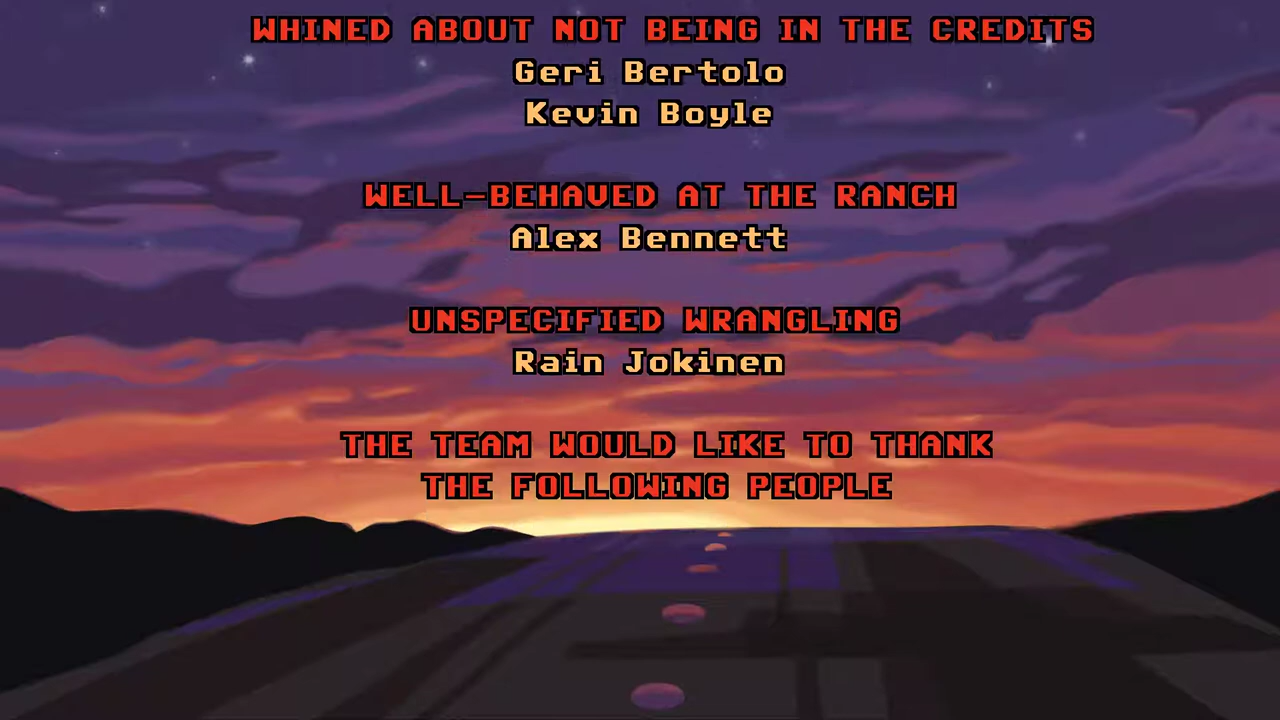 WHINED ABOUT NOT BEING IN THE CREDITS
Geri Bertolo
Kevin Boyle
WELL-BEHAVED AT THE RANCH
Alex Bennett
UNSPECIFIED WRANGLING
Rain Jokinen
THE TEAM WOULD LIKE TO THANK
THE FOLLOWING PEOPLE